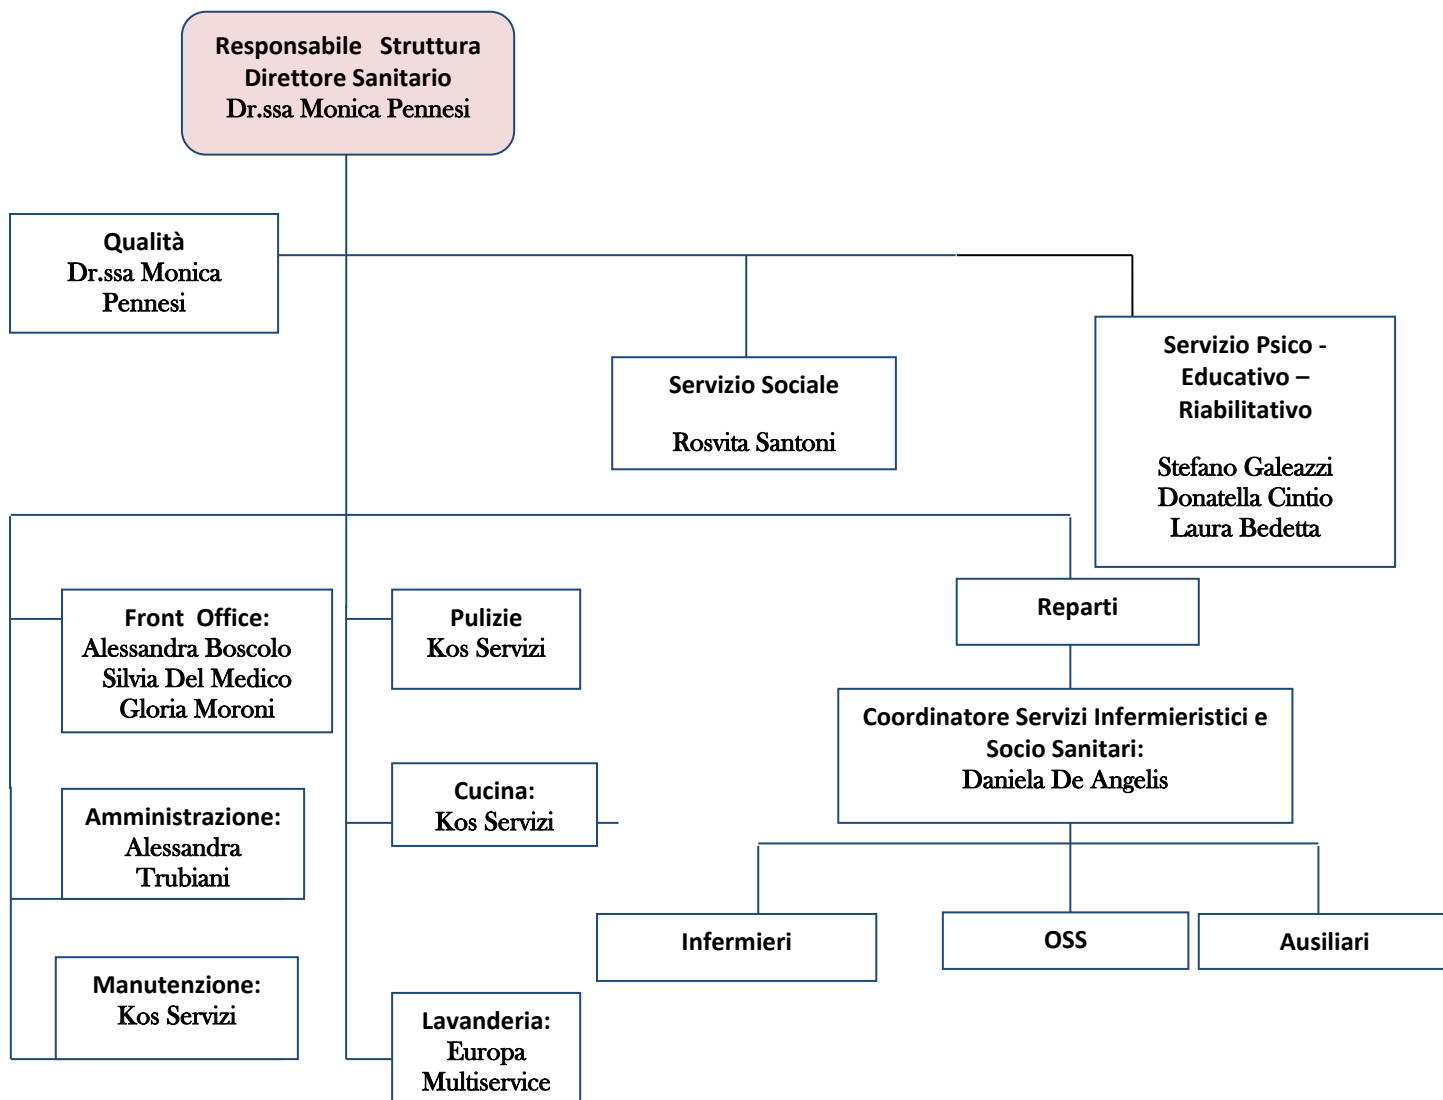 Responsabile Struttura
Direttore Sanitario
Dr.ssa Monica Pennesi
Qualità
Dr.ssa Monica
Pennesi
Servizio Sociale
Rosvita Santoni
Servizio Psico -
Educativo –
Riabilitativo
Stefano Galeazzi
Donatella Cintio
Laura Bedetta
Front Office:
Alessandra Boscolo
Silvia Del Medico
Gloria Moroni
Pulizie
Kos Servizi
Reparti
Coordinatore Servizi Infermieristici e
Socio Sanitari:
Daniela De Angelis
Amministrazione:
Alessandra
Trubiani
Cucina:
Kos Servizi
Infermieri
OSS
Ausiliari
Manutenzione:
Kos Servizi
Lavanderia:
Europa
Multiservice